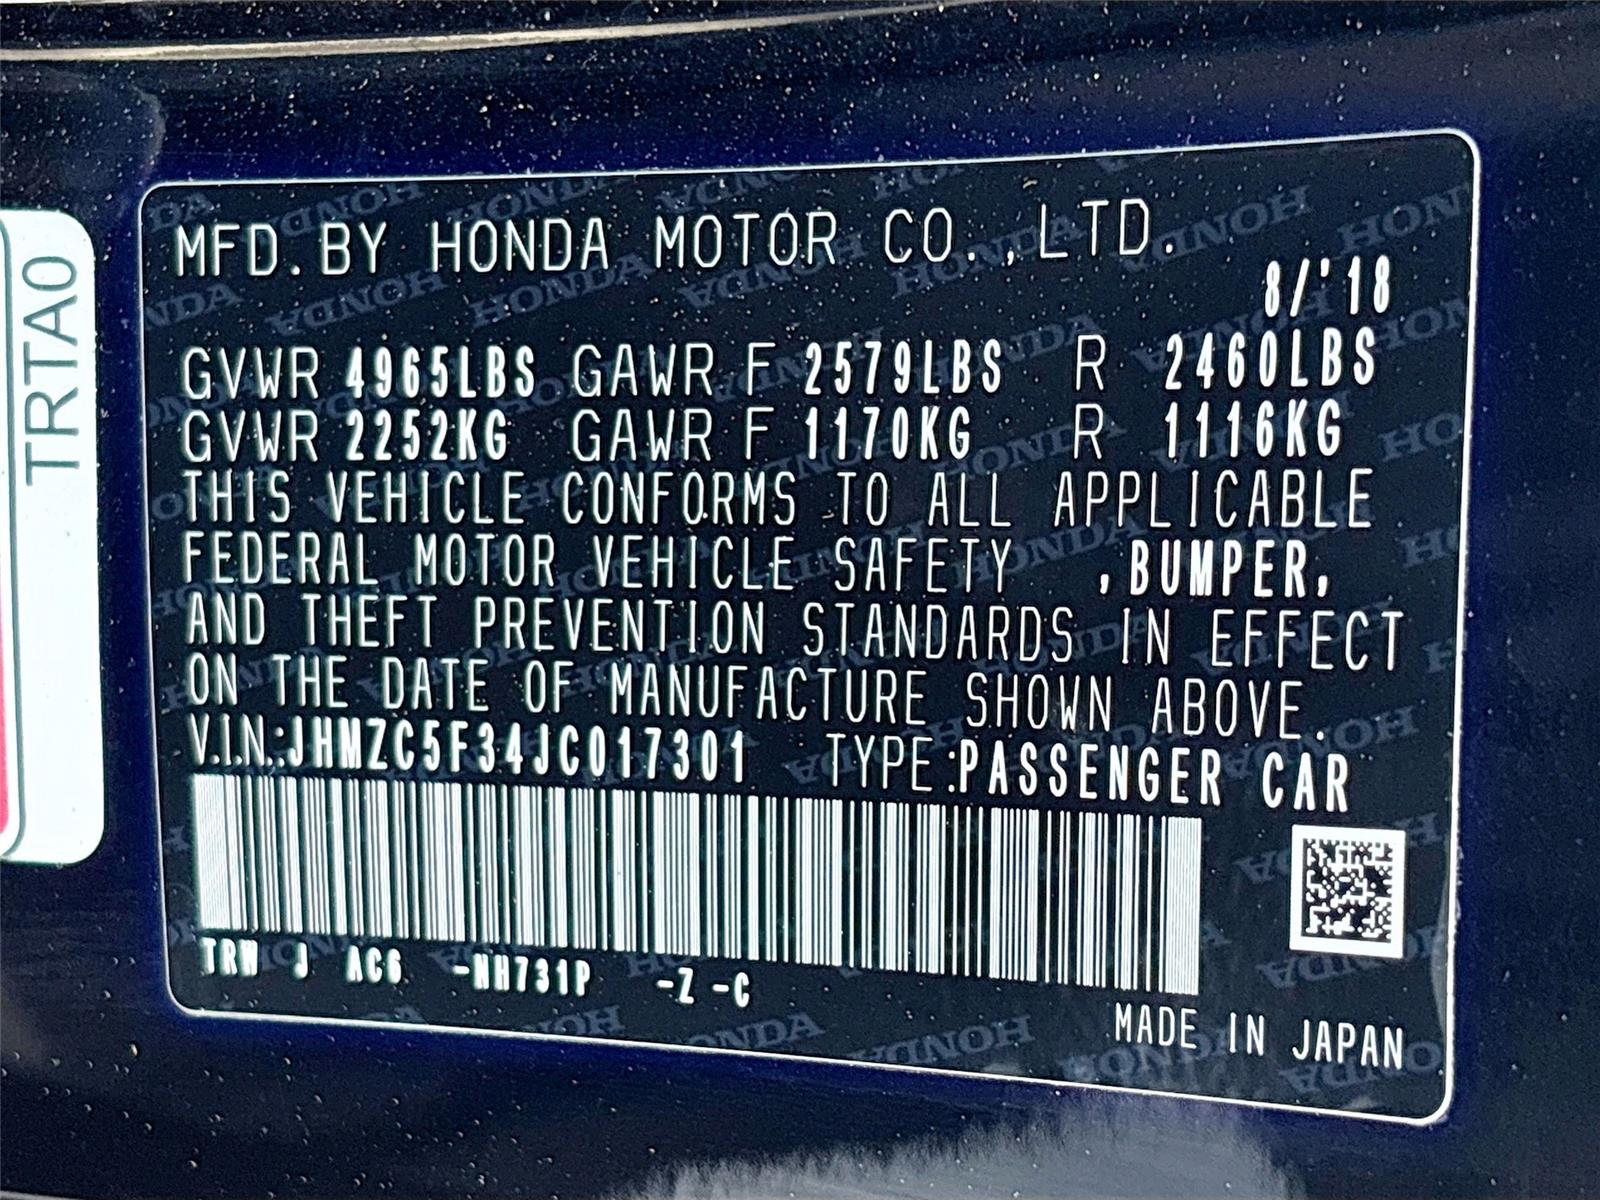 TRTA0
MFD. BY HONDA MOTOR CO., LTD.
8/'18
GVWR 4965LBS GAWR F 2579LBS R 2460LBS
GVWR 2252KG GAWR F 1170KG R 1116KG
THIS VEHICLE CONFORMS TO ALL APPLICABLE
FEDERAL MOTOR VEHICLE SAFETY ,BUMPER,
AND THEFT PREVENTION STANDARDS IN EFFECT
ON THE DATE OF MANUFACTURE SHOWN ABOVE.
V.I.N.:JHMZC5F34JC017301 TYPE:PASSENGER CAR
TRW J AC6 -NH731P -Z -C
MADE IN JAPAN